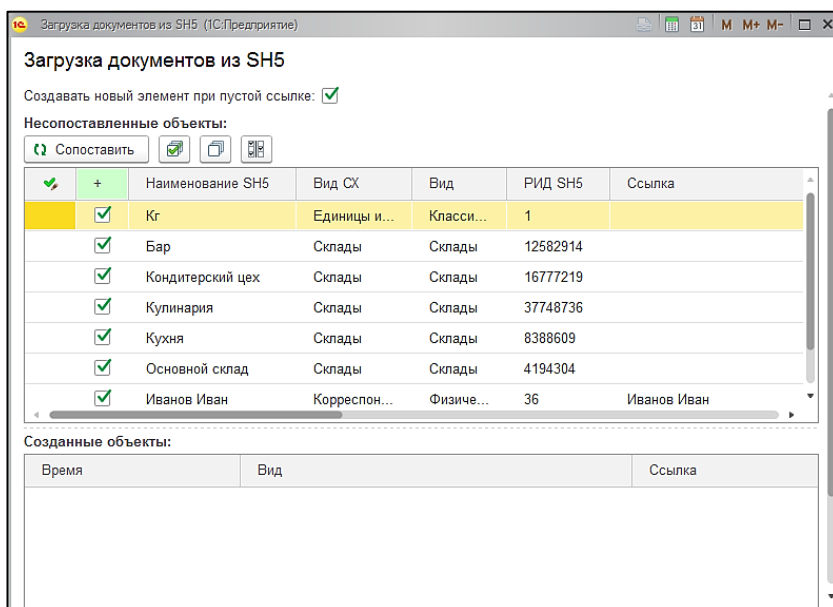 1С Загрузка документов из SH5 (1С:Предприятие) 31 M M+ M-
Загрузка документов из SH5
Создавать новый элемент при пустой ссылке:
Несопоставленные объекты:
Сопоставить
+ Наименование SH5 Вид СХ Вид РИД SH5 Ссылка
Кг Единицы и... Класси... 1
Бар Склады Склады 12582914
Кондитерский цех Склады Склады 16777219
Кулинария Склады Склады 37748736
Кухня Склады Склады 8388609
Основной склад Склады Склады 4194304
Иванов Иван Корреспон... Физиче... 36 Иванов Иван
Созданные объекты:
Время Вид Ссылка